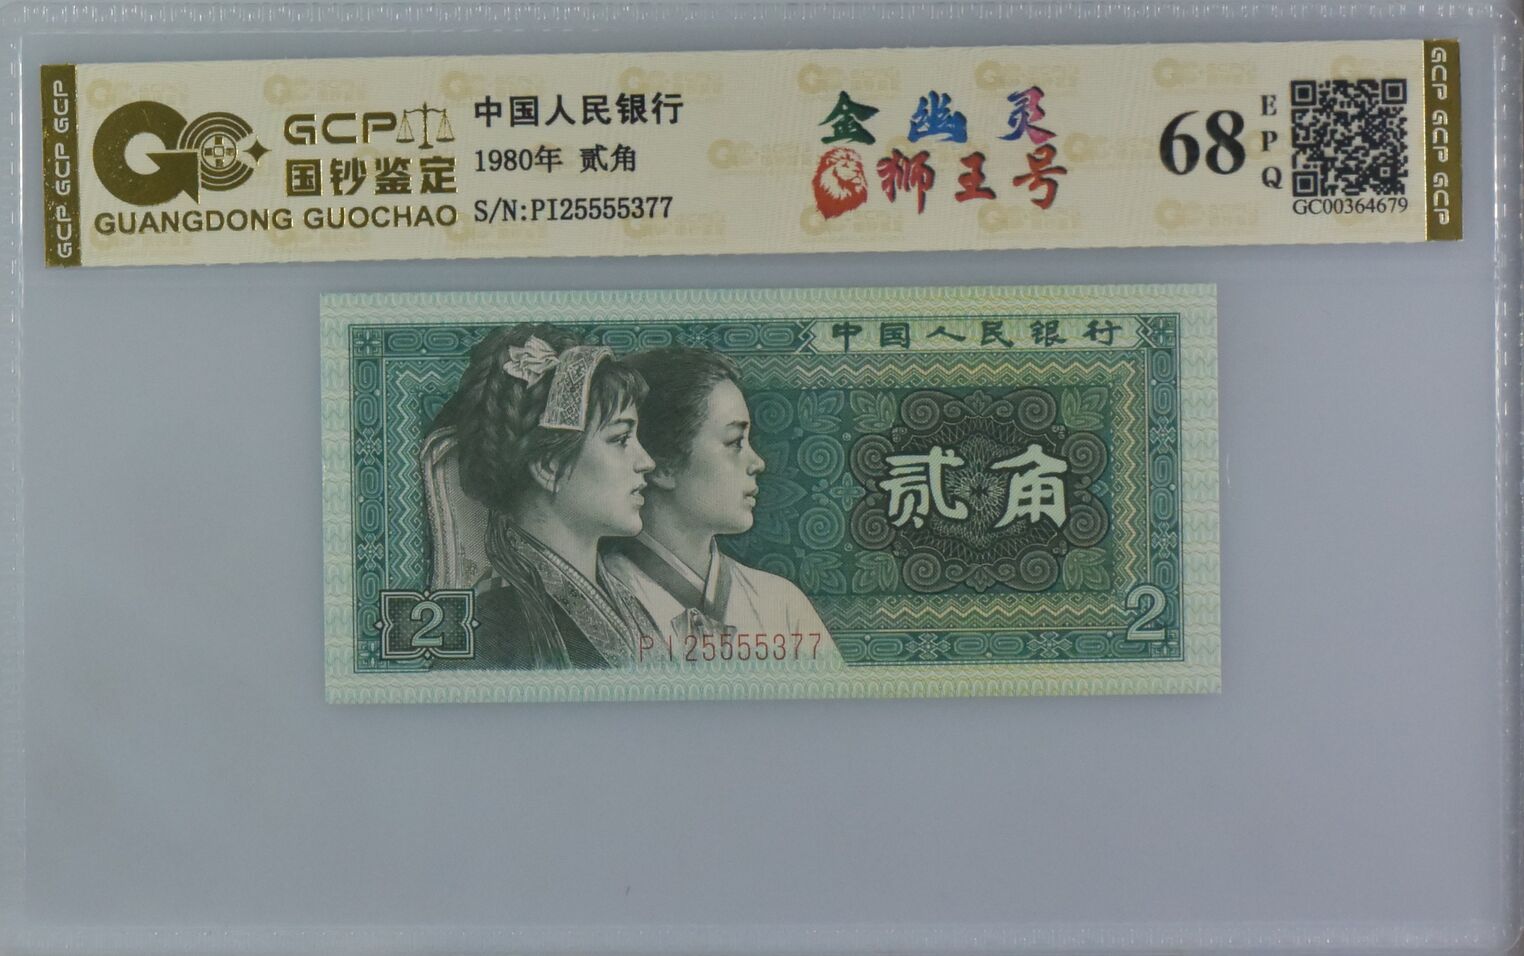 GCP GCP GCP
GCP
国钞鉴定
GUANGDONG GUOCHAO
中国人民银行
1980年 贰角
S/N:PI25555377
金幽灵
狮王号
68
EPQ
GC00364679
GCP GCP GCP
中国人民银行
贰角
2
2
PI25555377